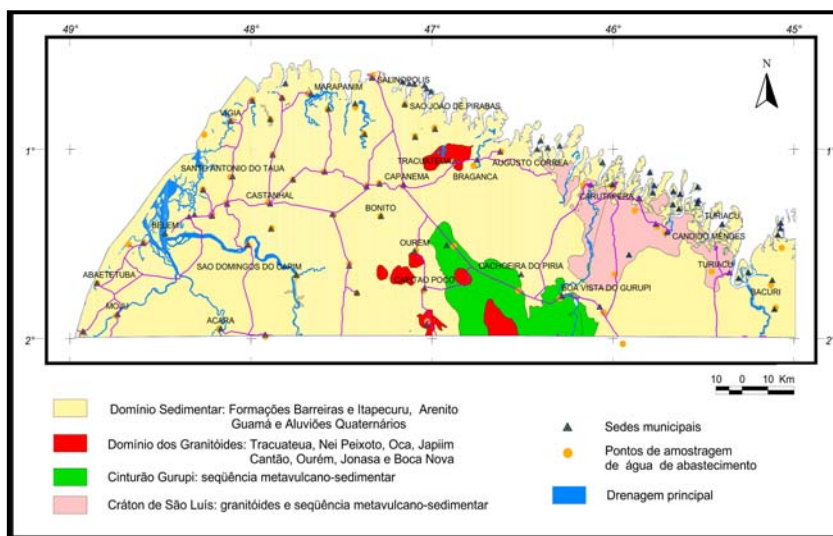 49° 48° 47° 46° 45°
N
SALINOPOLIS
MARAPANIM
SAO JOÃO DE PIRABAS
VIGIA
1° 1°
TRACUATEUA
AUGUSTO CORREA
SANTO ANTONIO DO TAUA
CAPANEMA
BRAGANCA
CASTANHAL
CARUTAPERA
BONITO
TURIACU
BELEM
CANDIDO MENDES
OUREM
SAO DOMINGOS DO CAPIM
CACHOEIRA DO PIRIA
TURIACU
ABAETETUBA
CAPITAO POCO
BOA VISTA DO GURUPI
BACURI
MOJU
ACARA
2° 2°
10 0 10 Km
Domínio Sedimentar: Formações Barreiras e Itapecuru, Arenito
Guamá e Aluviões Quaternários
Domínio dos Granitóides: Tracuateua, Nei Peixoto, Oca, Japiim
Cantão, Ourém, Jonasa e Boca Nova
Cinturão Gurupi: seqüência metavulcano-sedimentar
Cráton de São Luís: granitóides e seqüência metavulcano-sedimentar
Sedes municipais
Pontos de amostragem
de água de abastecimento
Drenagem principal